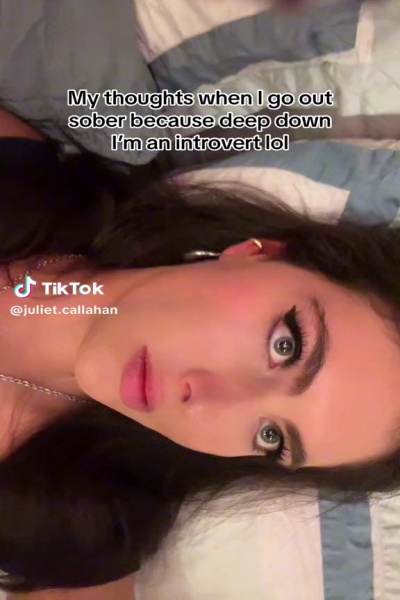 My thoughts when I go out
sober because deep down
I'm an introvert lol
TikTok
@juliet.callahan